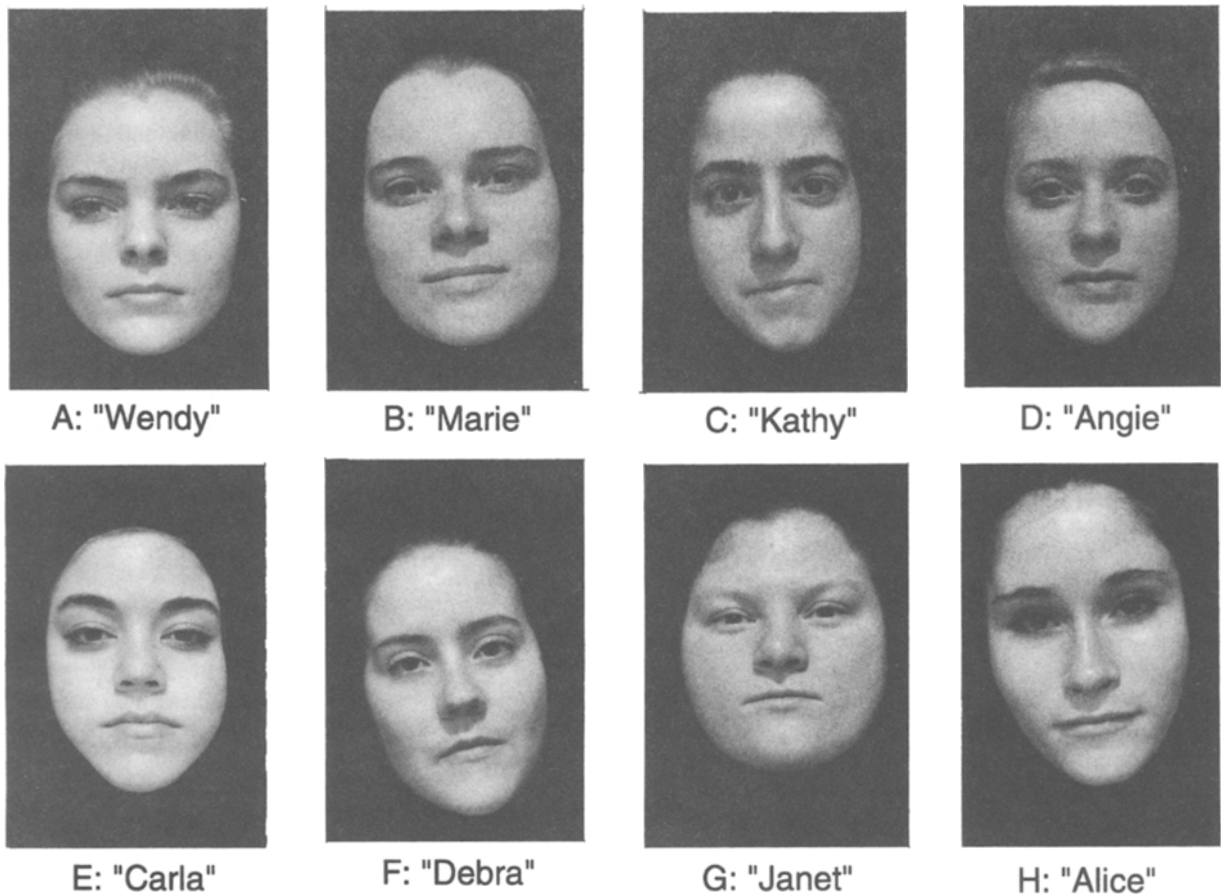 A: "Wendy"
B: "Marie"
C: "Kathy"
D: "Angie"
E: "Carla"
F: "Debra"
G: "Janet"
H: "Alice"